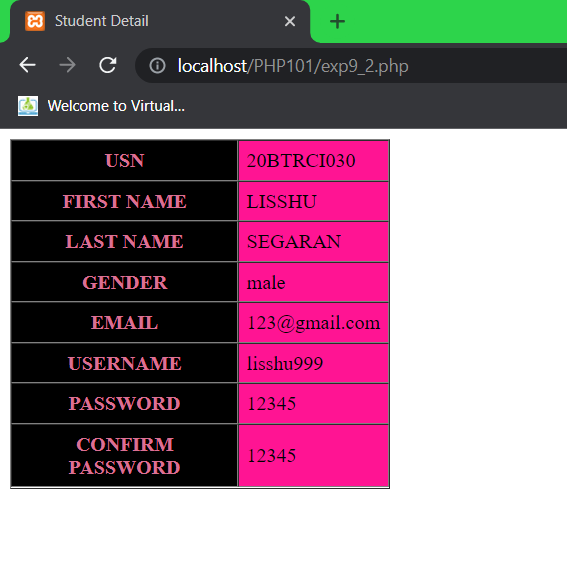 Student Detail
localhost/PHP101/exp9_2.php
Welcome to Virtual...
USN 20BTRCI030
FIRST NAME LISSHU
LAST NAME SEGARAN
GENDER male
EMAIL 123@gmail.com
USERNAME lisshu999
PASSWORD 12345
CONFIRM
PASSWORD 12345